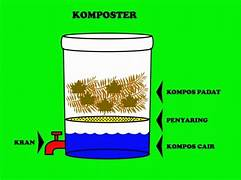 KOMPOSTER
KOMPOS PADAT
PENYARING
KRAN
KOMPOS CAIR